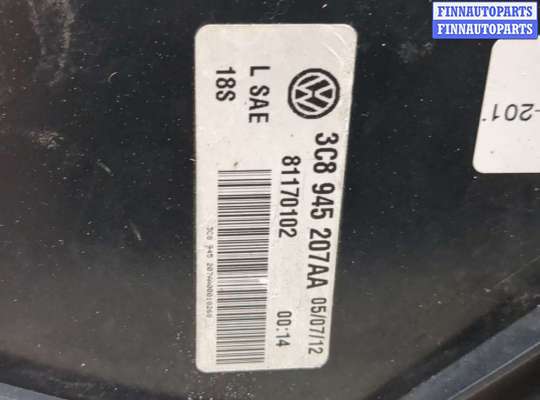 FINNAUTOPARTS
FINNAUTOPARTS
3C8 945 207AA 05/07/12
81170102 00:14
L SAE
18S
-201